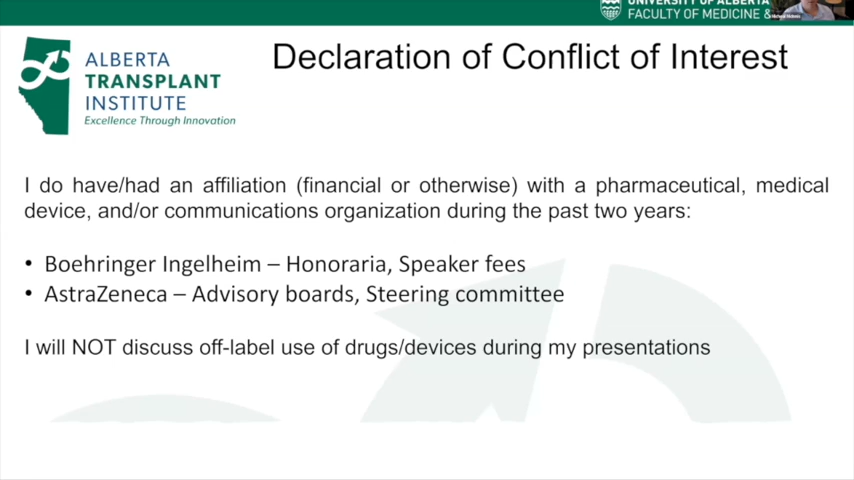 UNIVERSITY OF ALBERTA
FACULTY OF MEDICINE &
ALBERTA
TRANSPLANT
INSTITUTE
Excellence Through Innovation
Declaration of Conflict of Interest
I do have/had an affiliation (financial or otherwise) with a pharmaceutical, medical
device, and/or communications organization during the past two years:
• Boehringer Ingelheim – Honoraria, Speaker fees
• AstraZeneca – Advisory boards, Steering committee
I will NOT discuss off-label use of drugs/devices during my presentations